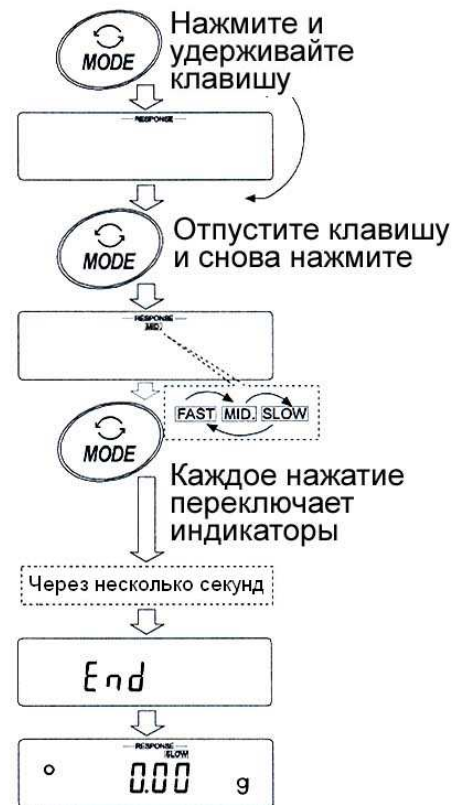 MODE
Нажмите и
удерживайте
клавишу
RESPONSE
MODE
Отпустите клавишу
и снова нажмите
RESPONSE
MID.
FAST MID. SLOW
MODE
Каждое нажатие
переключает
индикаторы
Через несколько секунд
End
RESPONSE
SLOW
0.00 g